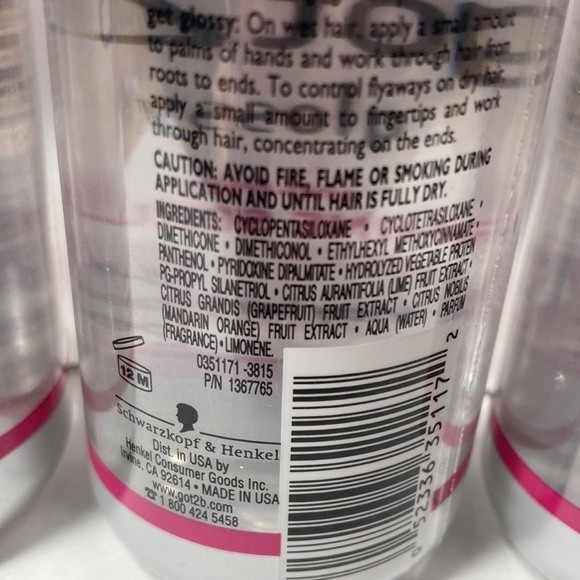 get glossy: On wet hair, apply a small amount
to palms of hands and work through hair from
roots to ends. To control flyaways on dry hair,
apply a small amount to fingertips and work
through hair, concentrating on the ends.
CAUTION: AVOID FIRE, FLAME OR SMOKING DURING
APPLICATION AND UNTIL HAIR IS FULLY DRY.
INGREDIENTS: CYCLOPENTASILOXANE • CYCLOTETRASILOXANE •
DIMETHICONE • DIMETHICONOL • ETHYLHEXYL METHOXYCINNAMATE •
PANTHENOL • PYRIDOXINE DIPALMITATE • HYDROLYZED VEGETABLE PROTEIN
PG-PROPYL SILANETRIOL • CITRUS AURANTIFOLIA (LIME) FRUIT EXTRACT •
CITRUS GRANDIS (GRAPEFRUIT) FRUIT EXTRACT • CITRUS NOBILIS
(MANDARIN ORANGE) FRUIT EXTRACT • AQUA (WATER) • PARFUM
(FRAGRANCE) • LIMONENE.
0351171 -3815
P/N 1367765
12 M
Schwarzkopf & Henkel
Dist. in USA by
Henkel Consumer Goods Inc.
Irvine, CA 92614 • MADE IN USA
www.got2b.com
☎ 1 800 424 5458
0 52336 35117 2